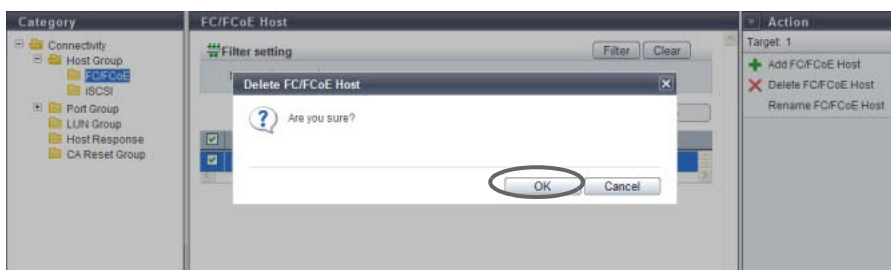 Category
Connectivity
Host Group
FC/FCoE
iSCSI
Port Group
LUN Group
Host Response
CA Reset Group
FC/FCoE Host
Filter setting
Filter
Clear
Delete FC/FCoE Host
Are you sure?
OK
Cancel
Action
Target: 1
Add FC/FCoE Host
Delete FC/FCoE Host
Rename FC/FCoE Host